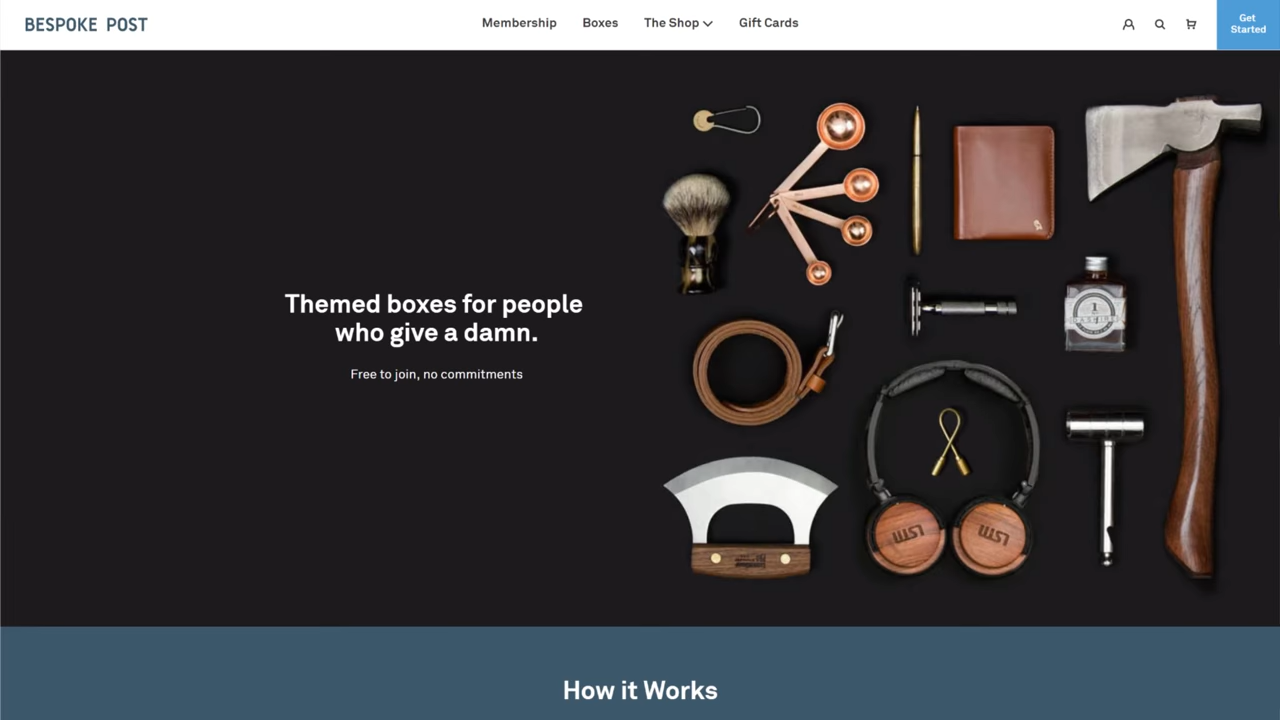 BESPOKE POST
Membership
Boxes
The Shop
Gift Cards
Get
Started
Themed boxes for people
who give a damn.
Free to join, no commitments
LSTN
LSTN
1
How it Works